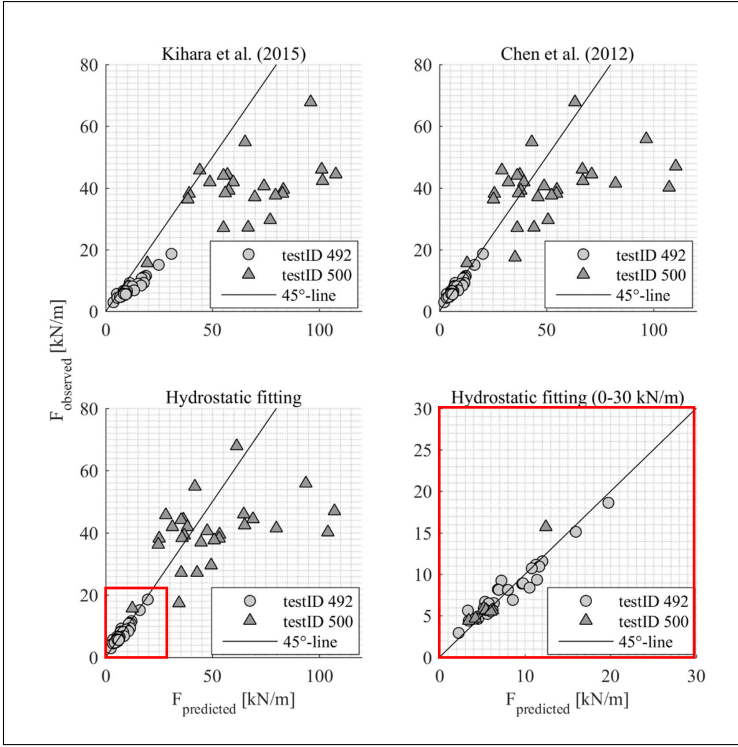 Kihara et al. (2015)
80
60
40
20
0
0
50
100
testID 492
testID 500
45°-line
Chen et al. (2012)
80
60
40
20
0
0
50
100
testID 492
testID 500
45°-line
F observed [kN/m]
Hydrostatic fitting
80
60
40
20
0
0
50
100
testID 492
testID 500
45°-line
F predicted [kN/m]
Hydrostatic fitting (0-30 kN/m)
30
25
20
15
10
5
0
0
10
20
30
testID 492
testID 500
45°-line
F predicted [kN/m]